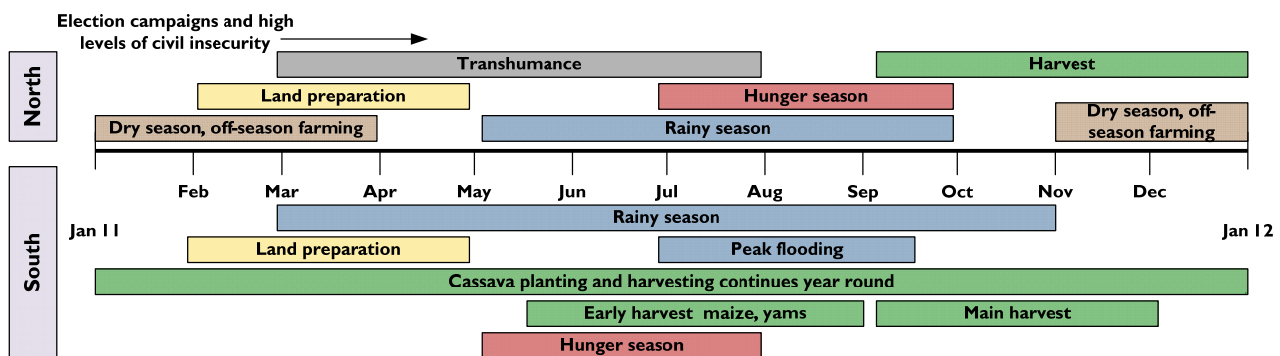 Election campaigns and high
levels of civil insecurity
North
Transhumance
Harvest
Land preparation
Hunger season
Dry season, off-season farming
Rainy season
Dry season, off-
season farming
Feb Mar Apr May Jun Jul Aug Sep Oct Nov Dec
Jan 11
Jan 12
South
Rainy season
Land preparation
Peak flooding
Cassava planting and harvesting continues year round
Early harvest maize, yams
Main harvest
Hunger season